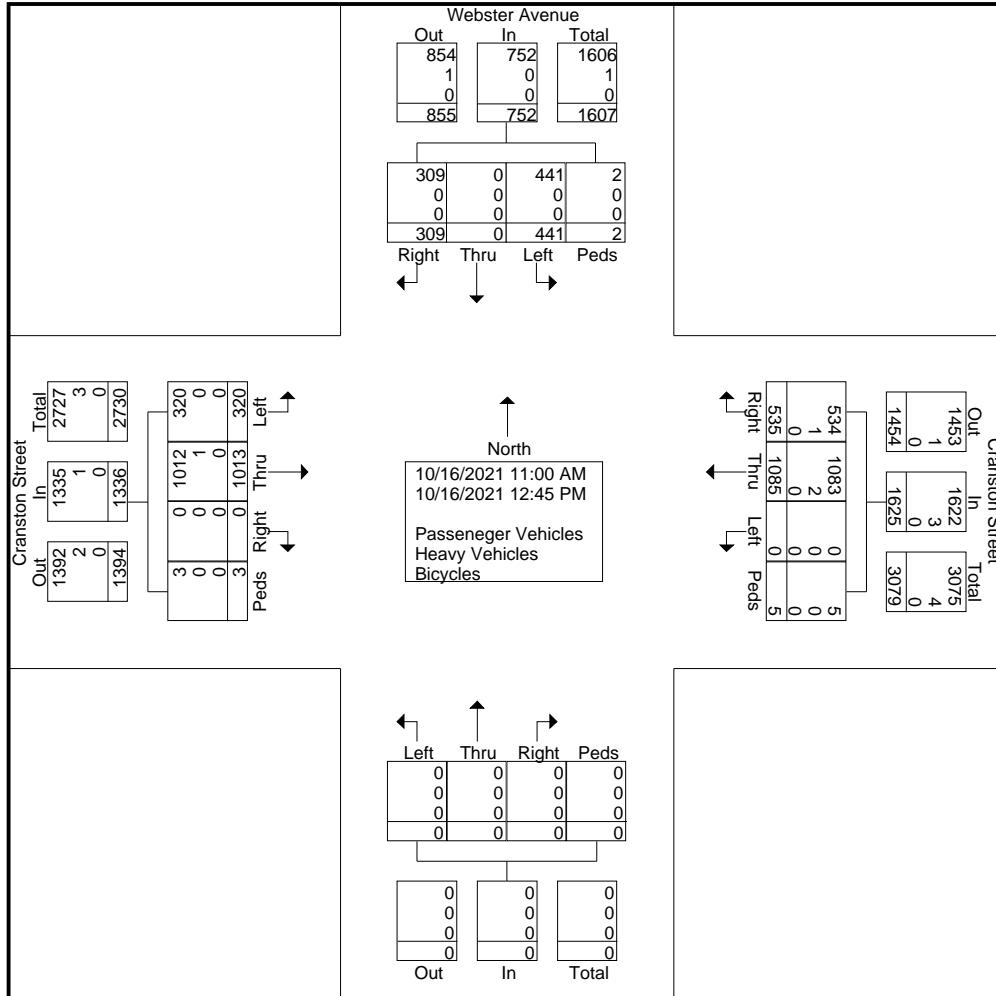 Webster Avenue
Out In Total
854 752 1606
1 0 1
0 0 0
855 752 1607
309 0 441 2
0 0 0 0
0 0 0 0
309 0 441 2
Right Thru Left Peds
Cranston Street
Total In Out
2727 1335 1392
3 1 2
0 0 0
2730 1336 1394
320 1012 0 3
0 1 0 0
0 0 0 0
320 1013 0 3
Left Thru Right Peds
North
10/16/2021 11:00 AM
10/16/2021 12:45 PM
Passeneger Vehicles
Heavy Vehicles
Bicycles
Right Thru Left Peds
534 1083 0 5
1 2 0 0
0 0 0 0
535 1085 0 5
Cranston Street
Out In Total
1453 1622 3075
1 3 4
0 0 0
1454 1625 3079
Left Thru Right Peds
0 0 0 0
0 0 0 0
0 0 0 0
0 0 0 0
0 0 0
0 0 0
0 0 0
0 0 0
Out In Total